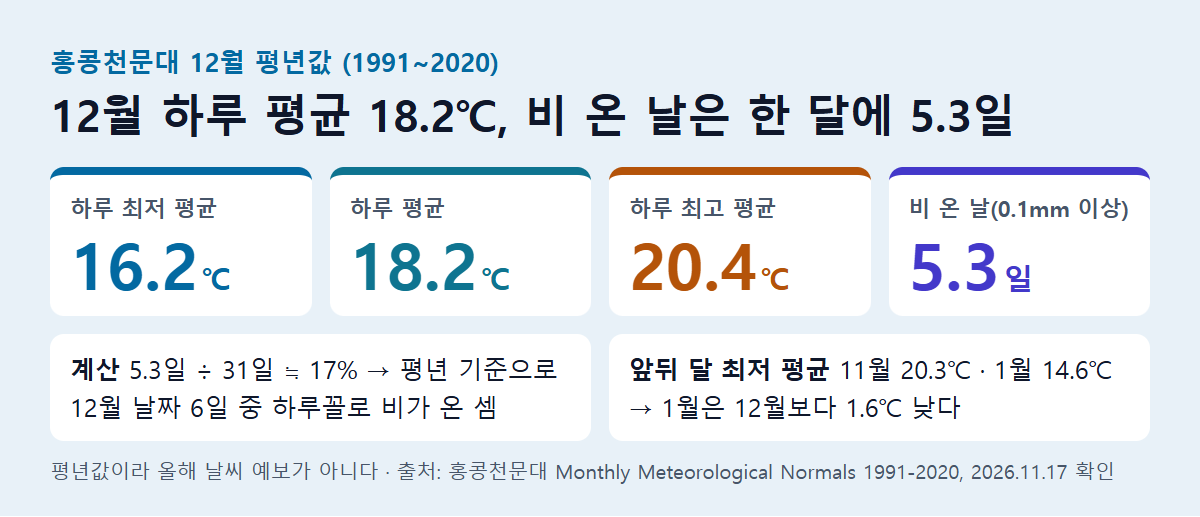 홍콩천문대 12월 평년값 (1991~2020)
12월 하루 평균 18.2℃, 비 온 날은 한 달에 5.3일
하루 최저 평균
16.2℃
하루 평균
18.2℃
하루 최고 평균
20.4℃
비 온 날(0.1mm 이상)
5.3일
계산 5.3일 ÷ 31일 ≒ 17% → 평년 기준으로
12월 날짜 6일 중 하루꼴로 비가 온 셈
앞뒤 달 최저 평균 11월 20.3℃ · 1월 14.6℃
→ 1월은 12월보다 1.6℃ 낮다
평년값이라 올해 날씨 예보가 아니다 · 출처: 홍콩천문대 Monthly Meteorological Normals 1991-2020, 2026.11.17 확인